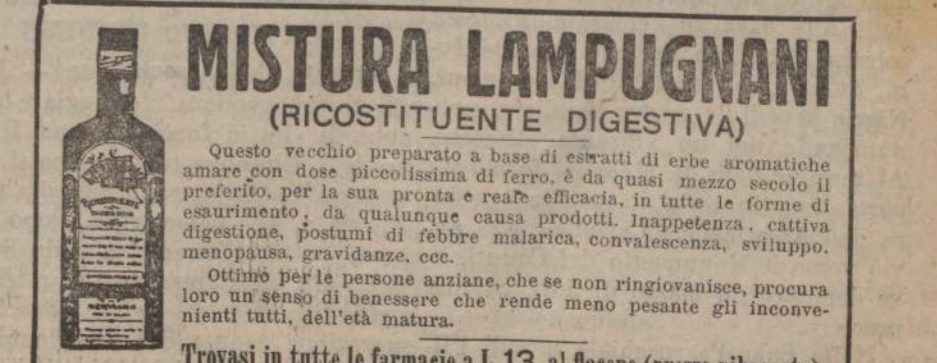 MISTURA LAMPUGNANI
(RICOSTITUENTE DIGESTIVA)
Questo vecchio preparato a base di estratti di erbe aromatiche
amare con dose piccolissima di ferro, è da quasi mezzo secolo il
preferito, per la sua pronta e reale efficacia, in tutte le forme di
esaurimento, da qualunque causa prodotti. Inappetenza, cattiva
digestione, postumi di febbre malarica, convalescenza, sviluppo,
menopausa, gravidanze, ecc.
Ottimo per le persone anziane, che se non ringiovanisce, procura
loro un senso di benessere che rende meno pesante gli inconve-
nienti tutti, dell'età matura.
Trovasi in tutte le farmacie a L. 13 al flacone